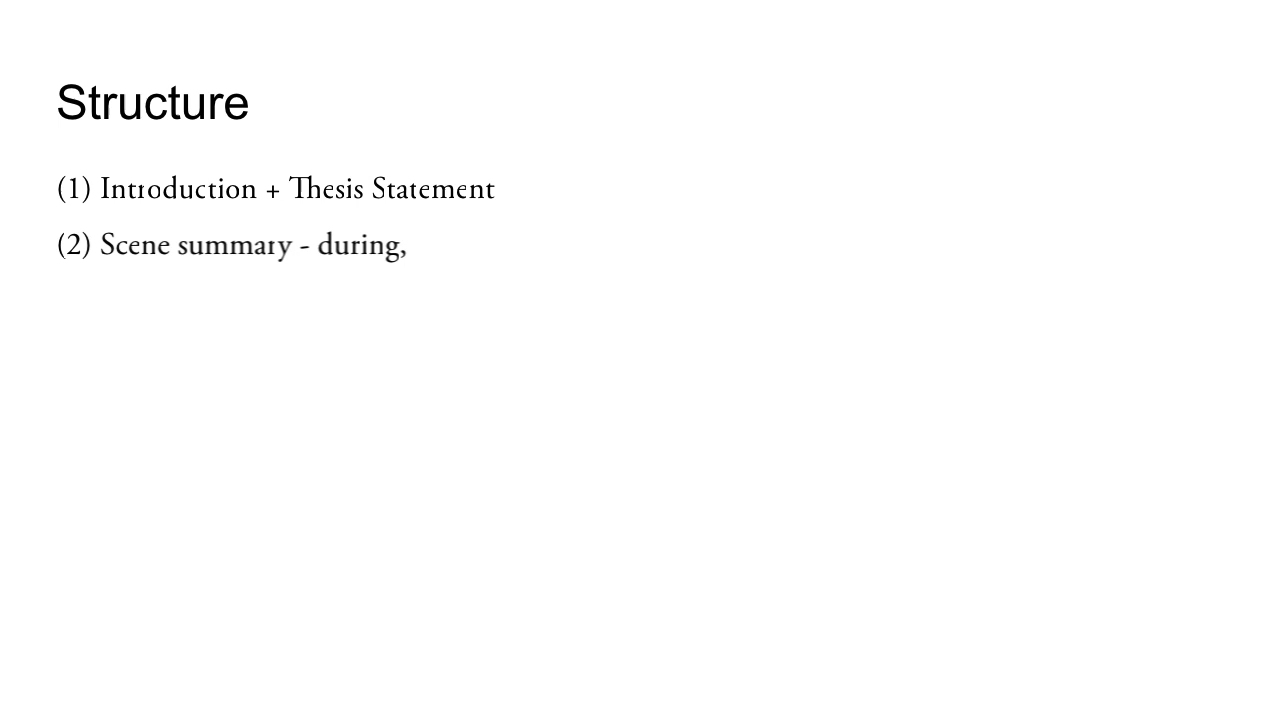 Structure
(1) Introduction + Thesis Statement
(2) Scene summary - during,